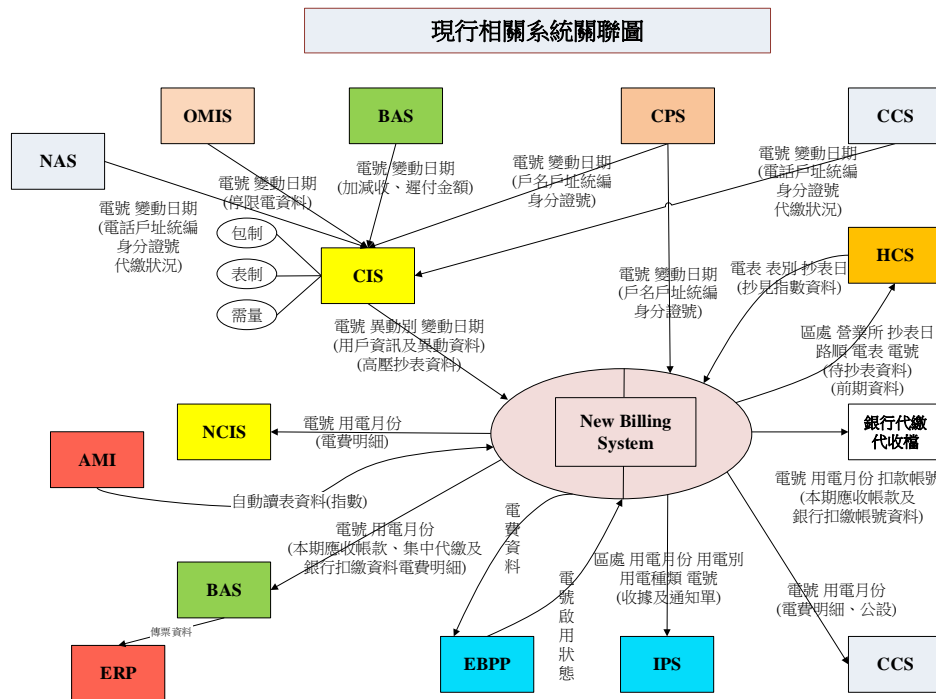 現行相關系統關聯圖
OMIS
BAS
CPS
CCS
NAS
電號 變動日期
(停限電資料)
電號 變動日期
(加減收、遲付金額)
電號 變動日期
(戶名戶址統編
身分證號)
電號 變動日期
(電話戶址統編
身分證號
代繳狀況)
電號 變動日期
(電話戶址統編
身分證號
代繳狀況)
包制
表制
需量
CIS
HCS
電表 表別 抄表日
(抄見指數資料)
電號 變動日期
(戶名戶址統編
身分證號)
電號 異動別 變動日期
(用戶資訊及異動資料)
(高壓抄表資料)
區處 營業所 抄表日
路順 電表 電號
(待抄表資料)
(前期資料)
NCIS
電號 用電月份
(電費明細)
New Billing
System
銀行代繳
代收檔
AMI
自動讀表資料(指數)
電號 用電月份 扣款帳號
(本期應收帳款及
銀行扣繳帳號資料)
電號 用電月份
(本期應收帳款、集中代繳及
銀行扣繳資料電費明細)
電費資料
電號啟用狀態
區處 用電月份 用電別
用電種類 電號
(收據及通知單)
電號 用電月份
(電費明細、公設)
BAS
傳票資料
ERP
EBPP
IPS
CCS